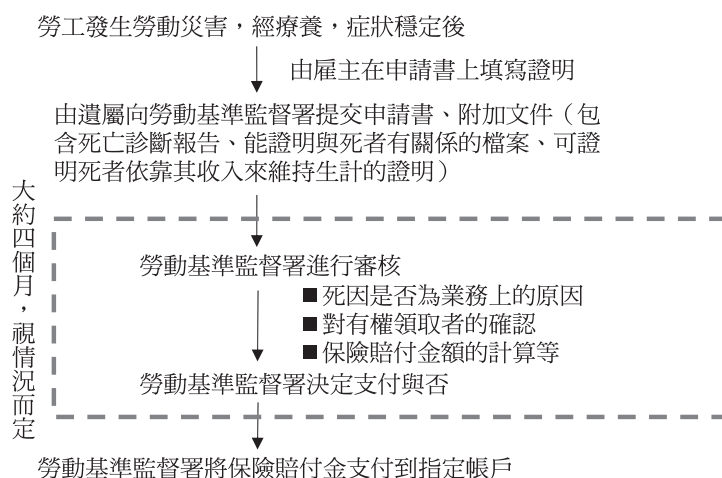 勞工發生勞動災害，經療養，症狀穩定後
由雇主在申請書上填寫證明
由遺屬向勞動基準監督署提交申請書、附加文件（包
含死亡診斷報告、能證明與死者有關係的檔案、可證
明死者依靠其收入來維持生計的證明）
大約四個月，視情況而定
勞動基準監督署進行審核
■死因是否為業務上的原因
■對有權領取者的確認
■保險賠付金額的計算等
勞動基準監督署決定支付與否
勞動基準監督署將保險賠付金支付到指定帳戶